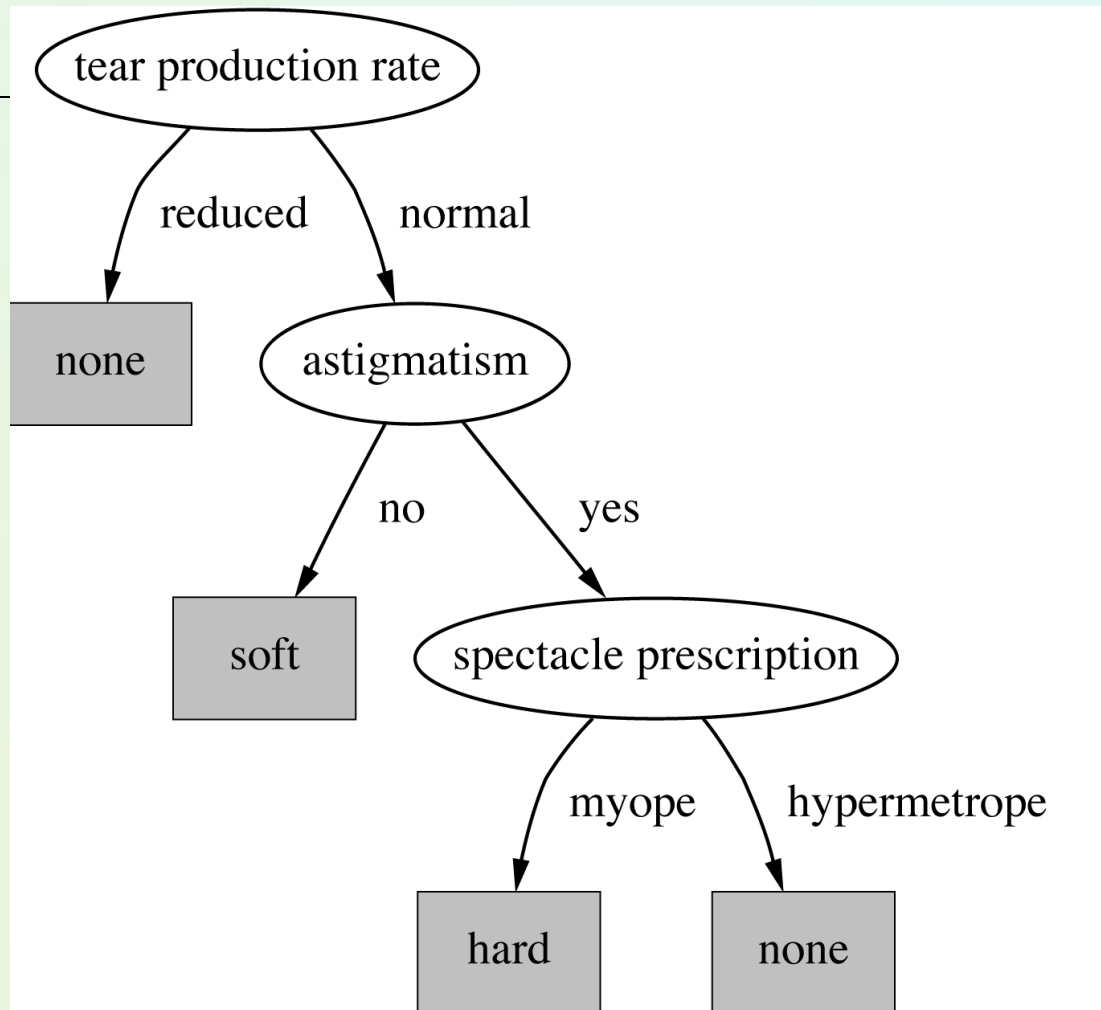 tear production rate
reduced
normal
none
astigmatism
no
yes
soft
spectacle prescription
myope
hypermetrope
hard
none